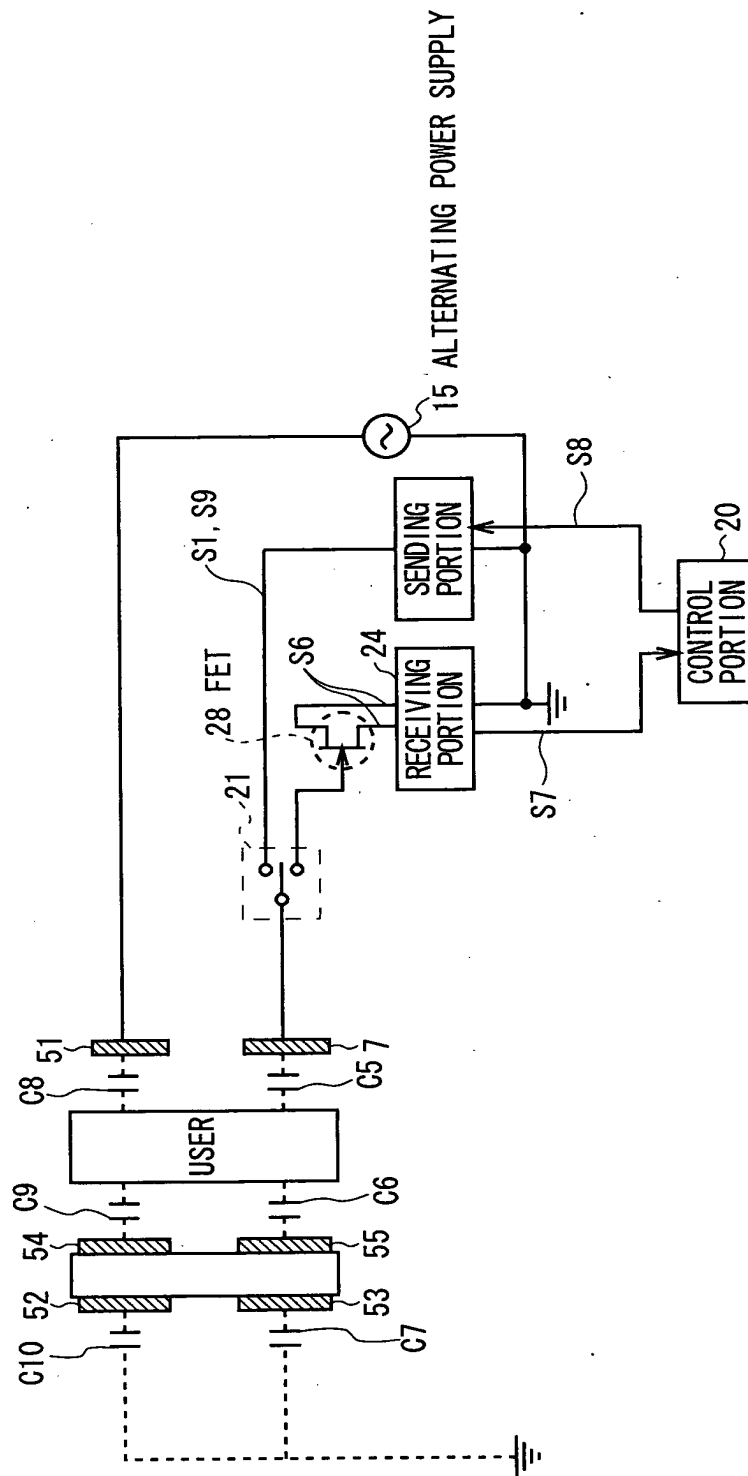 C10
C7
52
53
54
55
C9
C6
USER
C8
C5
51
7
21
28 FET
S1, S9
S6
24
RECEIVING
PORTION
SENDING
PORTION
15 ALTERNATING POWER SUPPLY
S7
S8
20
CONTROL
PORTION